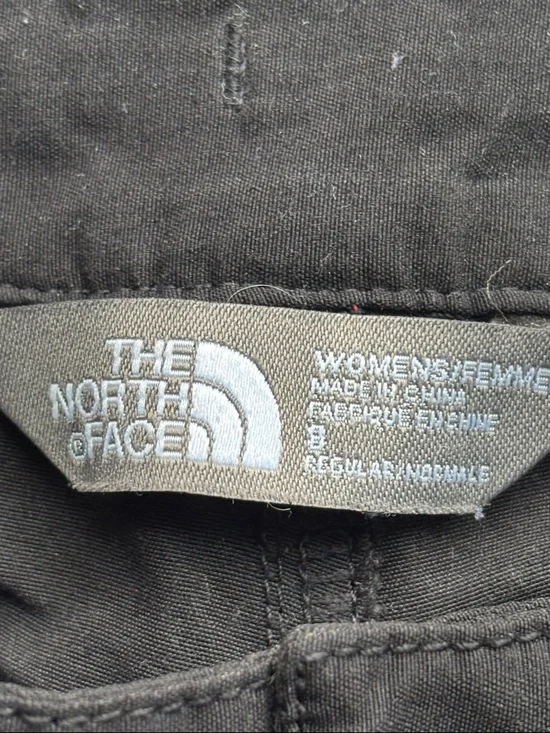 THE
NORTH
®FACE
WOMENS/FEMME
MADE IN CHINA
FABRIQUE EN CHINE
8
REGULAR/NORMALE